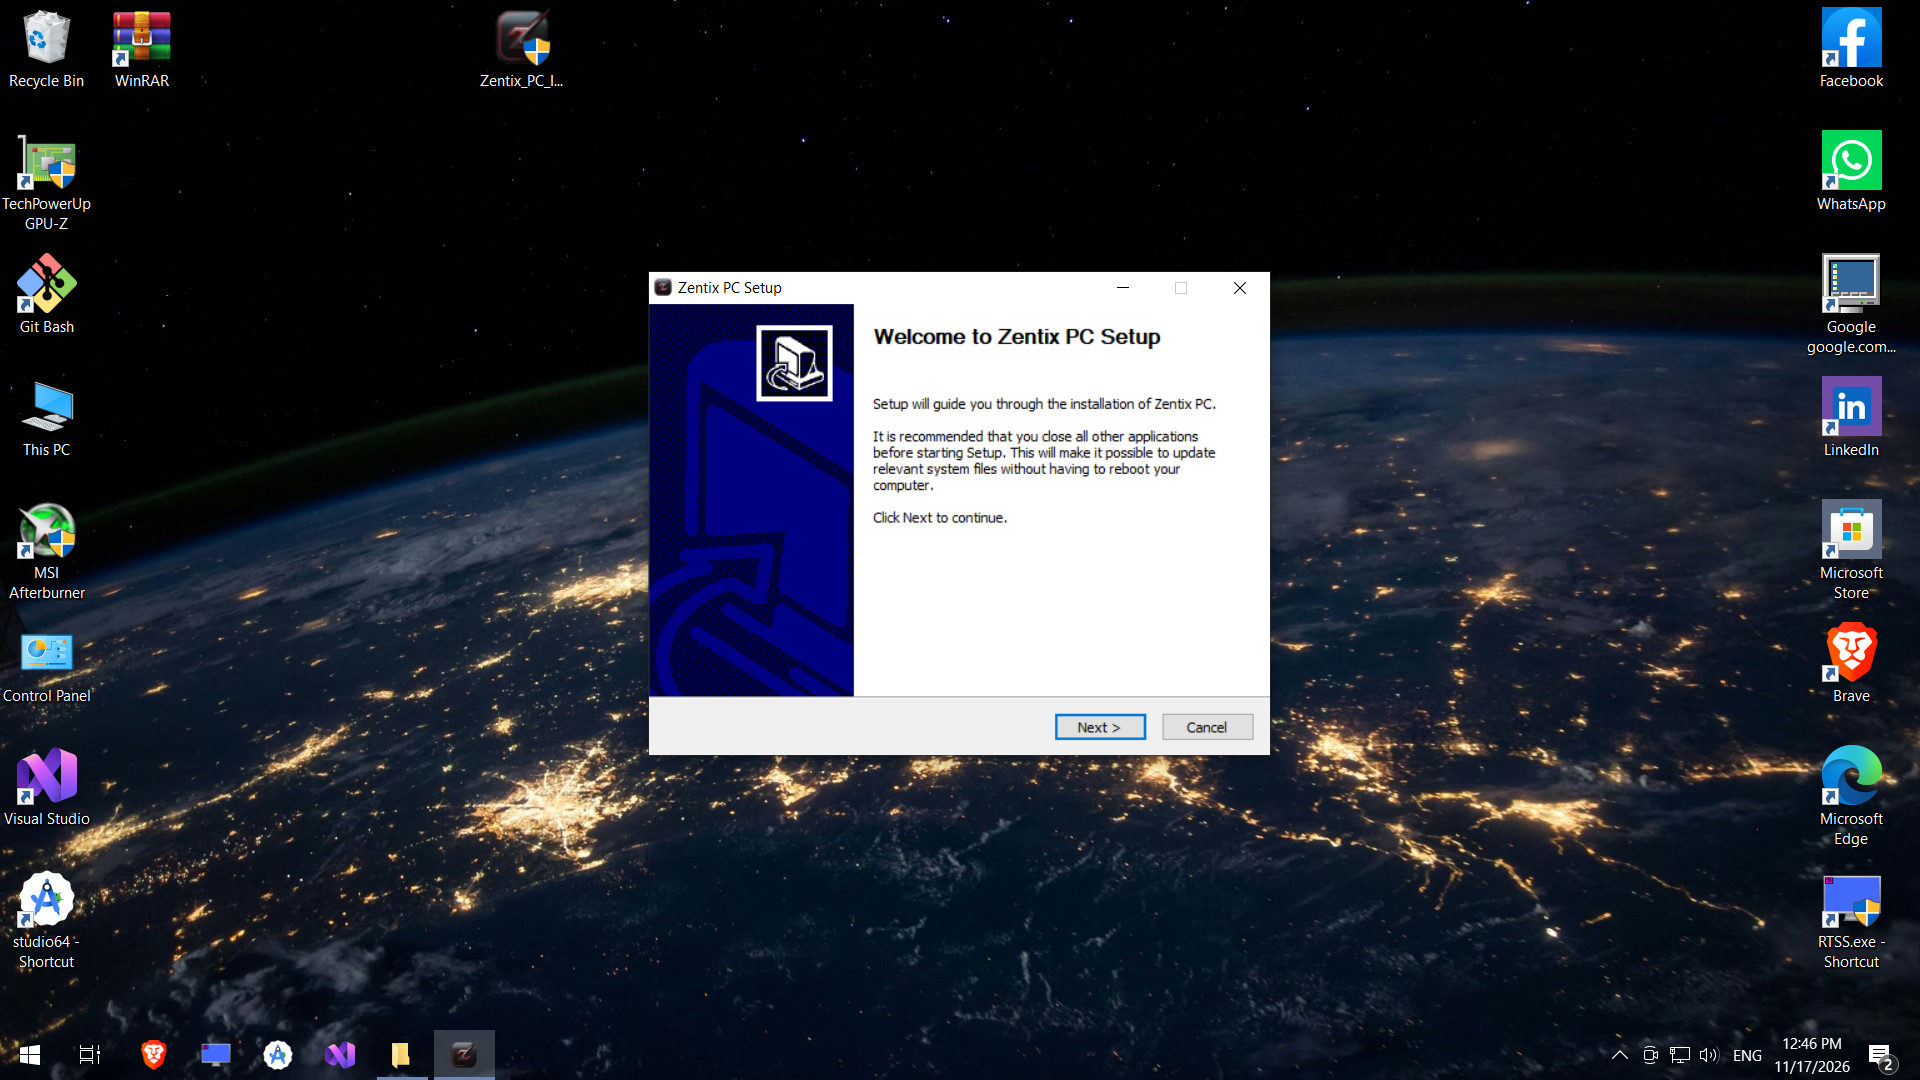 Recycle Bin
WinRAR
Zentix_PC_I...
Facebook
TechPowerUp
GPU-Z
WhatsApp
Git Bash
Google
google.com...
This PC
LinkedIn
MSI
Afterburner
Microsoft
Store
Control Panel
Brave
Visual Studio
Microsoft
Edge
studio64 -
Shortcut
RTSS.exe -
Shortcut
Zentix PC Setup
Welcome to Zentix PC Setup
Setup will guide you through the installation of Zentix PC.
It is recommended that you close all other applications
before starting Setup. This will make it possible to update
relevant system files without having to reboot your
computer.
Click Next to continue.
Next >
Cancel
ENG
12:46 PM
11/17/2026
2